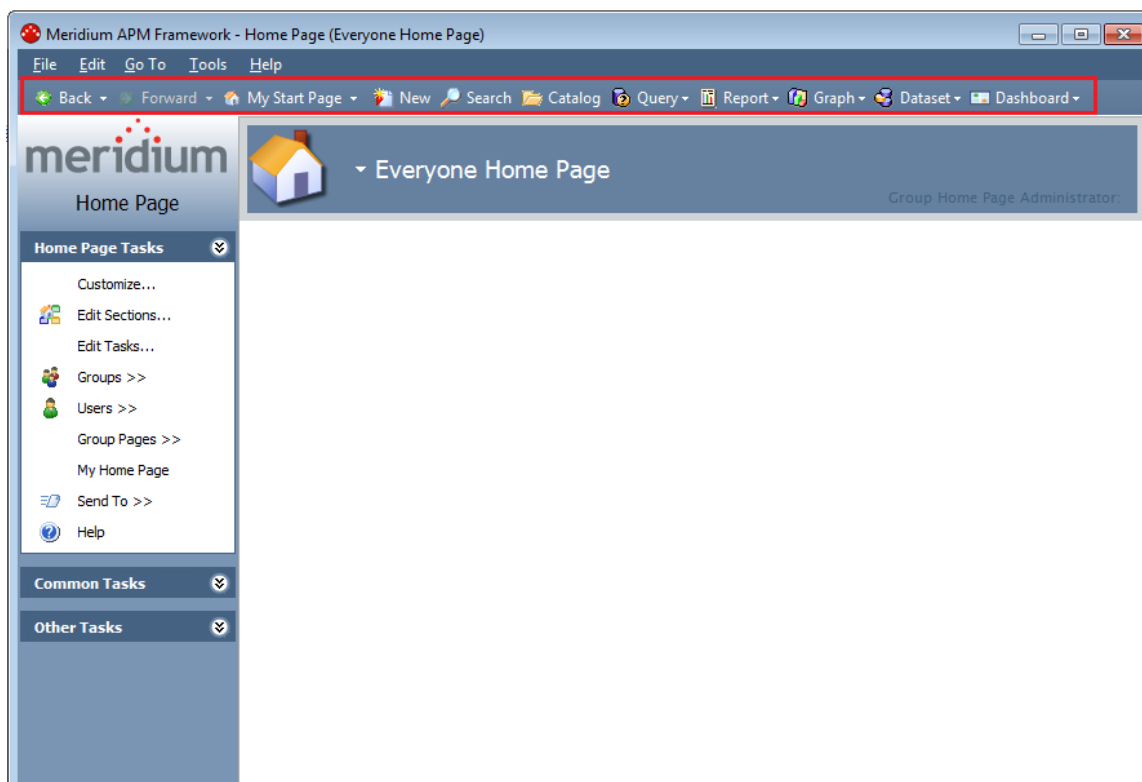 Meridium APM Framework - Home Page (Everyone Home Page)
File Edit Go To Tools Help
Back Forward My Start Page New Search Catalog Query Report Graph Dataset Dashboard
meridium
Home Page
Everyone Home Page
Group Home Page Administrator:
Home Page Tasks
Customize...
Edit Sections...
Edit Tasks...
Groups >>
Users >>
Group Pages >>
My Home Page
Send To >>
Help
Common Tasks
Other Tasks